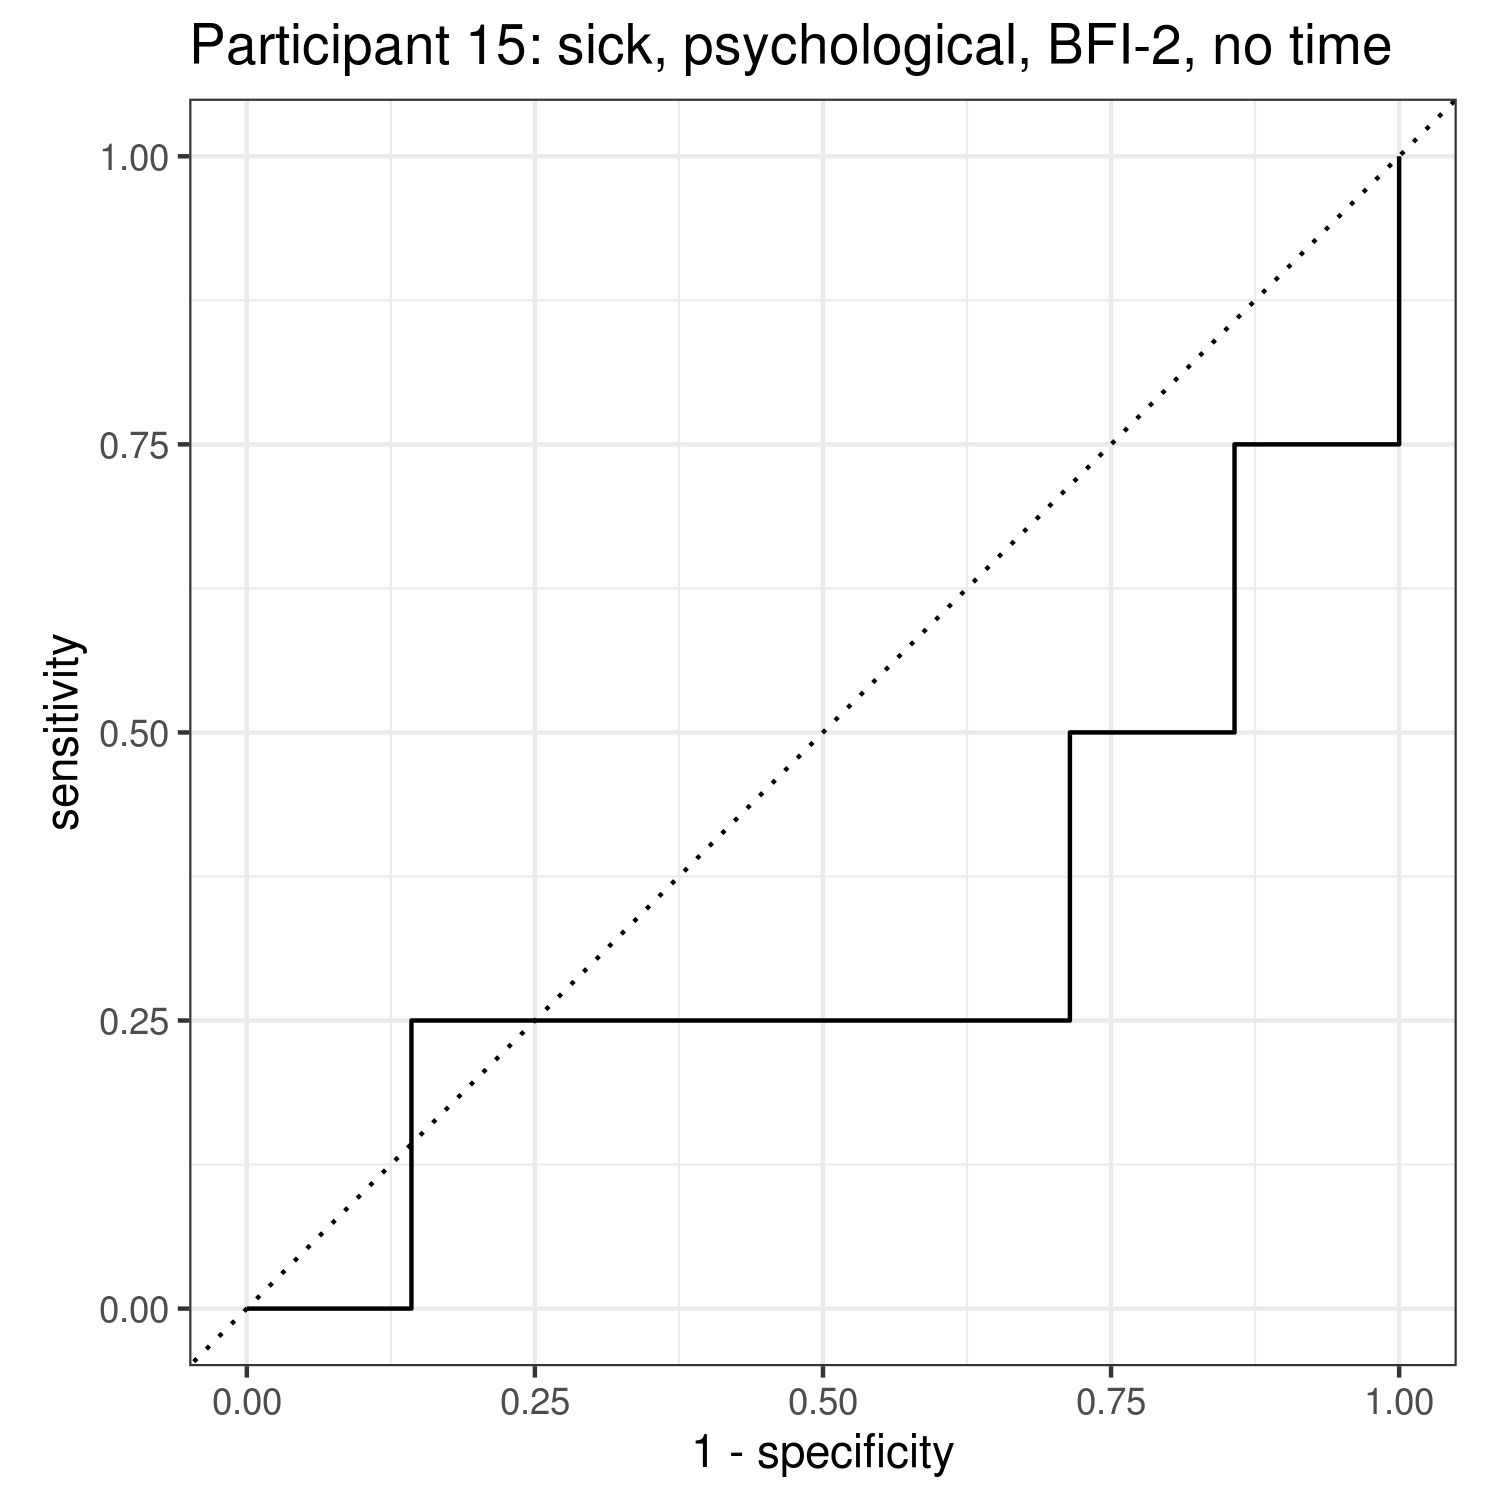 Participant 15: sick, psychological, BFI-2, no time
1.00
0.75
0.50
0.25
0.00
sensitivity
0.00 0.25 0.50 0.75 1.00
1 - specificity